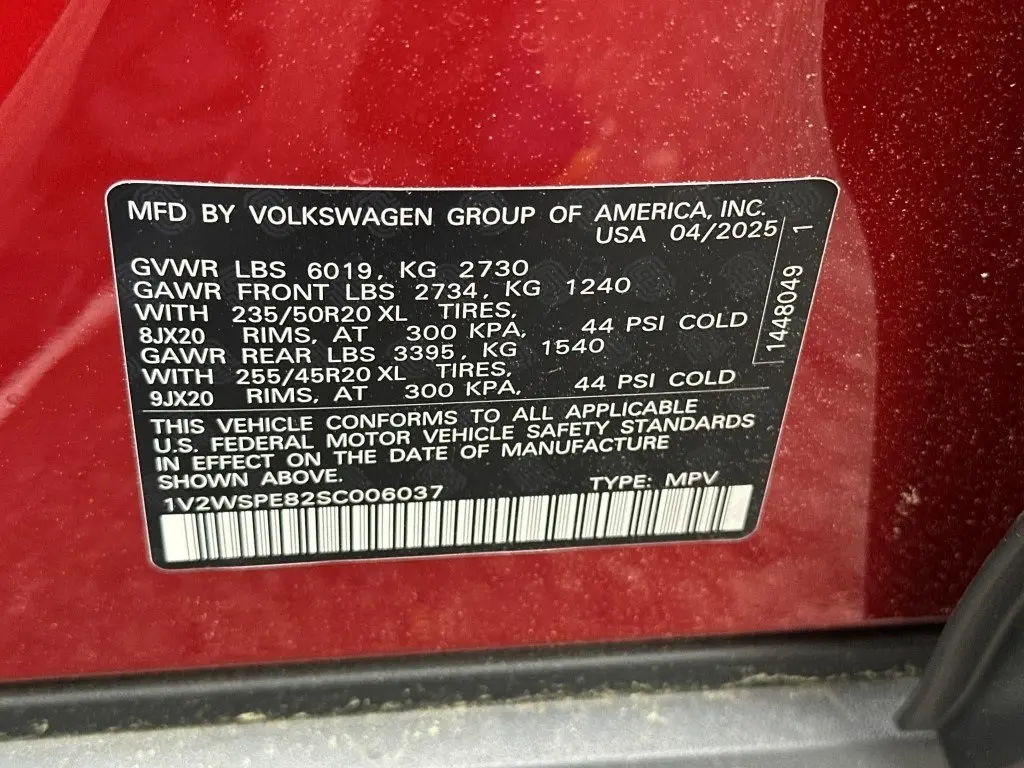 MFD BY VOLKSWAGEN GROUP OF AMERICA, INC.
USA 04/2025
GVWR LBS 6019, KG 2730
GAWR FRONT LBS 2734, KG 1240
WITH 235/50R20 XL TIRES,
8JX20 RIMS, AT 300 KPA, 44 PSI COLD
GAWR REAR LBS 3395, KG 1540
WITH 255/45R20 XL TIRES,
9JX20 RIMS, AT 300 KPA, 44 PSI COLD
THIS VEHICLE CONFORMS TO ALL APPLICABLE
U.S. FEDERAL MOTOR VEHICLE SAFETY STANDARDS
IN EFFECT ON THE DATE OF MANUFACTURE
SHOWN ABOVE.
1V2WSPE82SC006037 TYPE: MPV
1448049 1